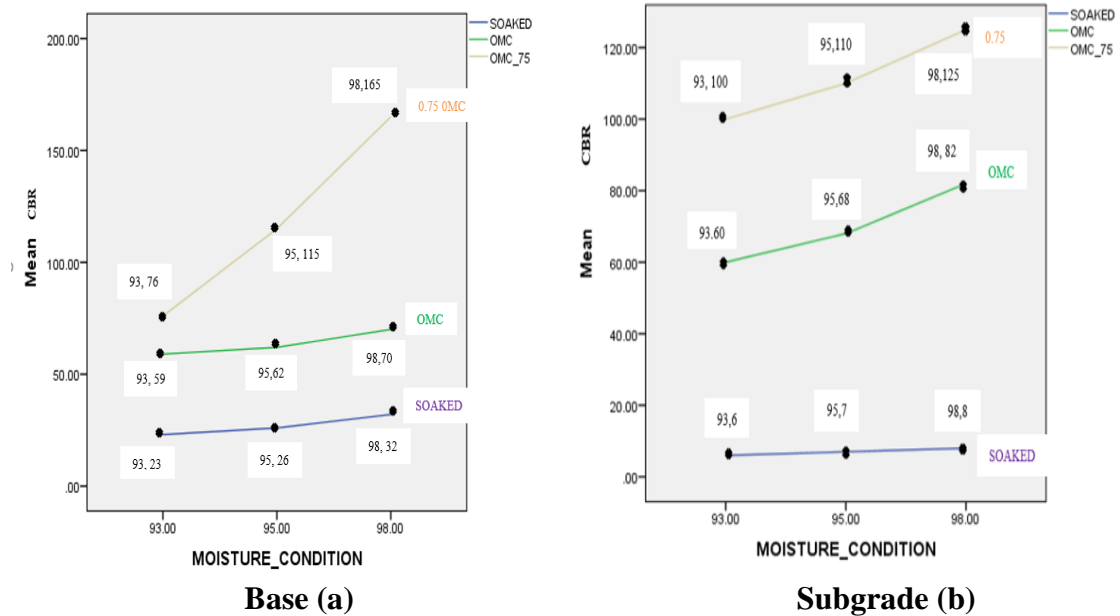 SOAKED
OMC
OMC_75
200.00
150.00
100.00
50.00
.00
Mean CBR
98,165
0.75 0MC
95, 115
93, 76
OMC
93, 59
95,62
98,70
SOAKED
93, 23
95, 26
98, 32
93.00 95.00 98.00
MOISTURE_CONDITION
Base (a)
SOAKED
OMC
OMC_75
120.00
100.00
80.00
60.00
40.00
20.00
.00
Mean CBR
95,110
0.75
93, 100
98,125
98, 82
OMC
95,68
93.60
93,6
95,7
98,8
SOAKED
93.00 95.00 98.00
MOISTURE_CONDITION
Subgrade (b)